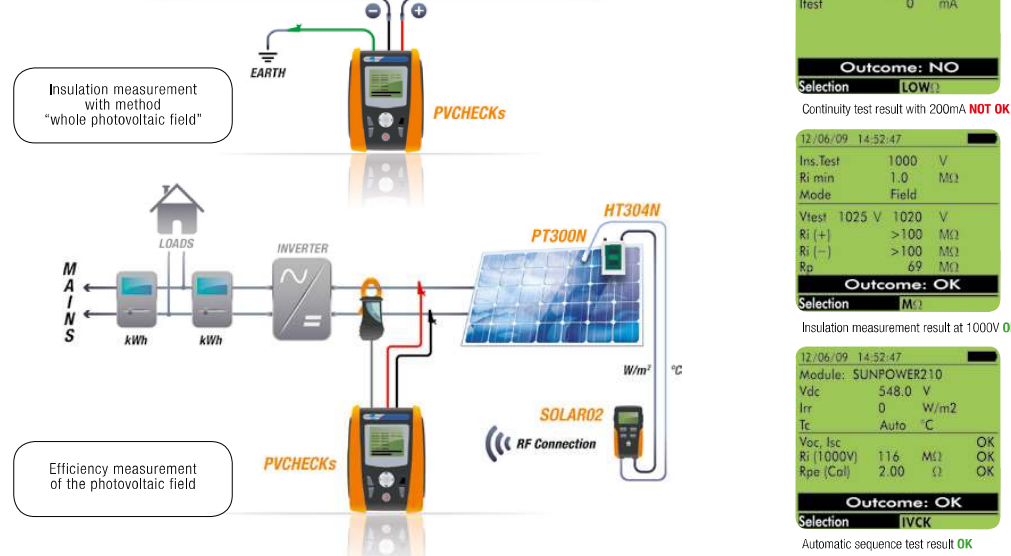 − +
EARTH
Insulation measurement
with method
“whole photovoltaic field”
PVCHECKs
HT304N
PT300N
LOADS
INVERTER
MAINS
kWh
kWh
W/m²
°C
SOLAR02
RF Connection
PVCHECKs
Efficiency measurement
of the photovoltaic field
Itest 0 mA
Outcome: NO
Selection LOWΩ
Continuity test result with 200mA NOT OK
12/06/09 14:52:47
Ins.Test 1000 V
Ri min 1.0 MΩ
Mode Field
Vtest 1025 V 1020 V
Ri (+) >100 MΩ
Ri (−) >100 MΩ
Rp 69 MΩ
Outcome: OK
Selection MΩ
Insulation measurement result at 1000V
12/06/09 14:52:47
Module: SUNPOWER210
Vdc 548.0 V
Irr 0 W/m2
Tc Auto °C
Voc, Isc OK
Ri (1000V) 116 MΩ OK
Rpe (Cal) 2.00 Ω OK
Outcome: OK
Selection IVCK
Automatic sequence test result OK